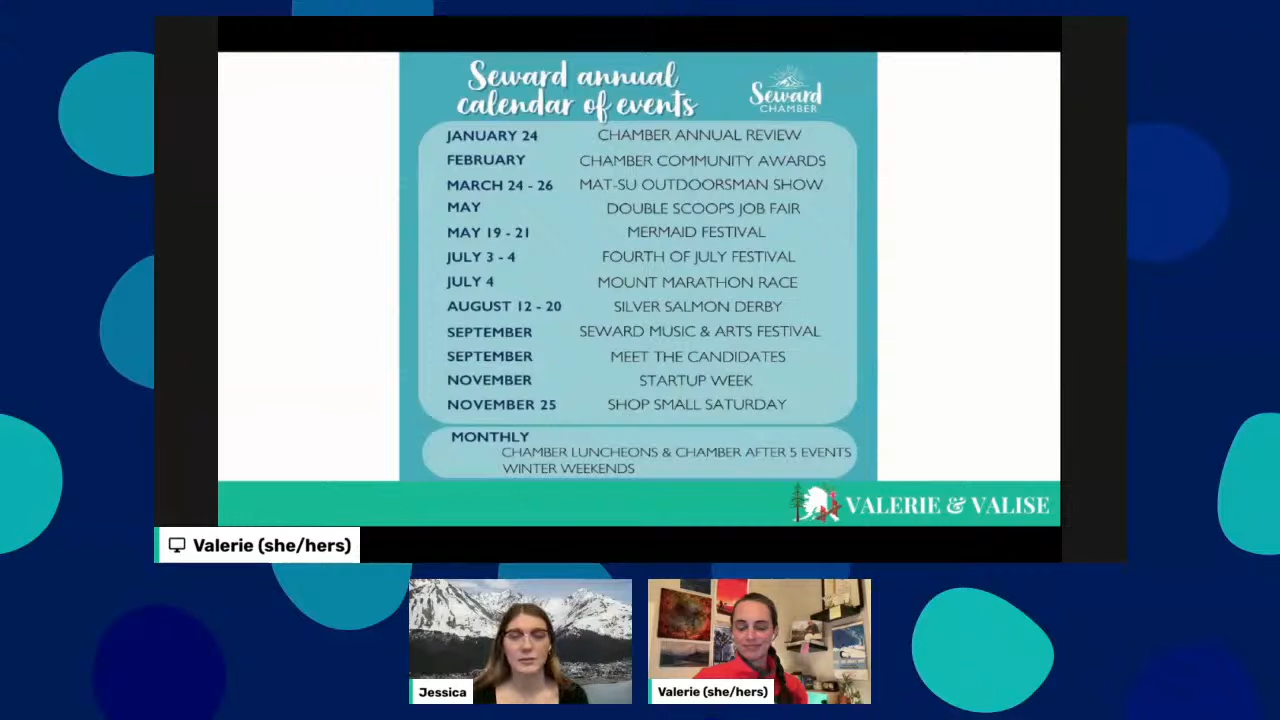 Seward annual
calendar of events
Seward
CHAMBER
JANUARY 24 CHAMBER ANNUAL REVIEW
FEBRUARY CHAMBER COMMUNITY AWARDS
MARCH 24 - 26 MAT-SU OUTDOORSMAN SHOW
MAY DOUBLE SCOOPS JOB FAIR
MAY 19 - 21 MERMAID FESTIVAL
JULY 3 - 4 FOURTH OF JULY FESTIVAL
JULY 4 MOUNT MARATHON RACE
AUGUST 12 - 20 SILVER SALMON DERBY
SEPTEMBER SEWARD MUSIC & ARTS FESTIVAL
SEPTEMBER MEET THE CANDIDATES
NOVEMBER STARTUP WEEK
NOVEMBER 25 SHOP SMALL SATURDAY
MONTHLY
CHAMBER LUNCHEONS & CHAMBER AFTER 5 EVENTS
WINTER WEEKENDS
VALERIE & VALISE
Valerie (she/hers)
Jessica
Valerie (she/hers)